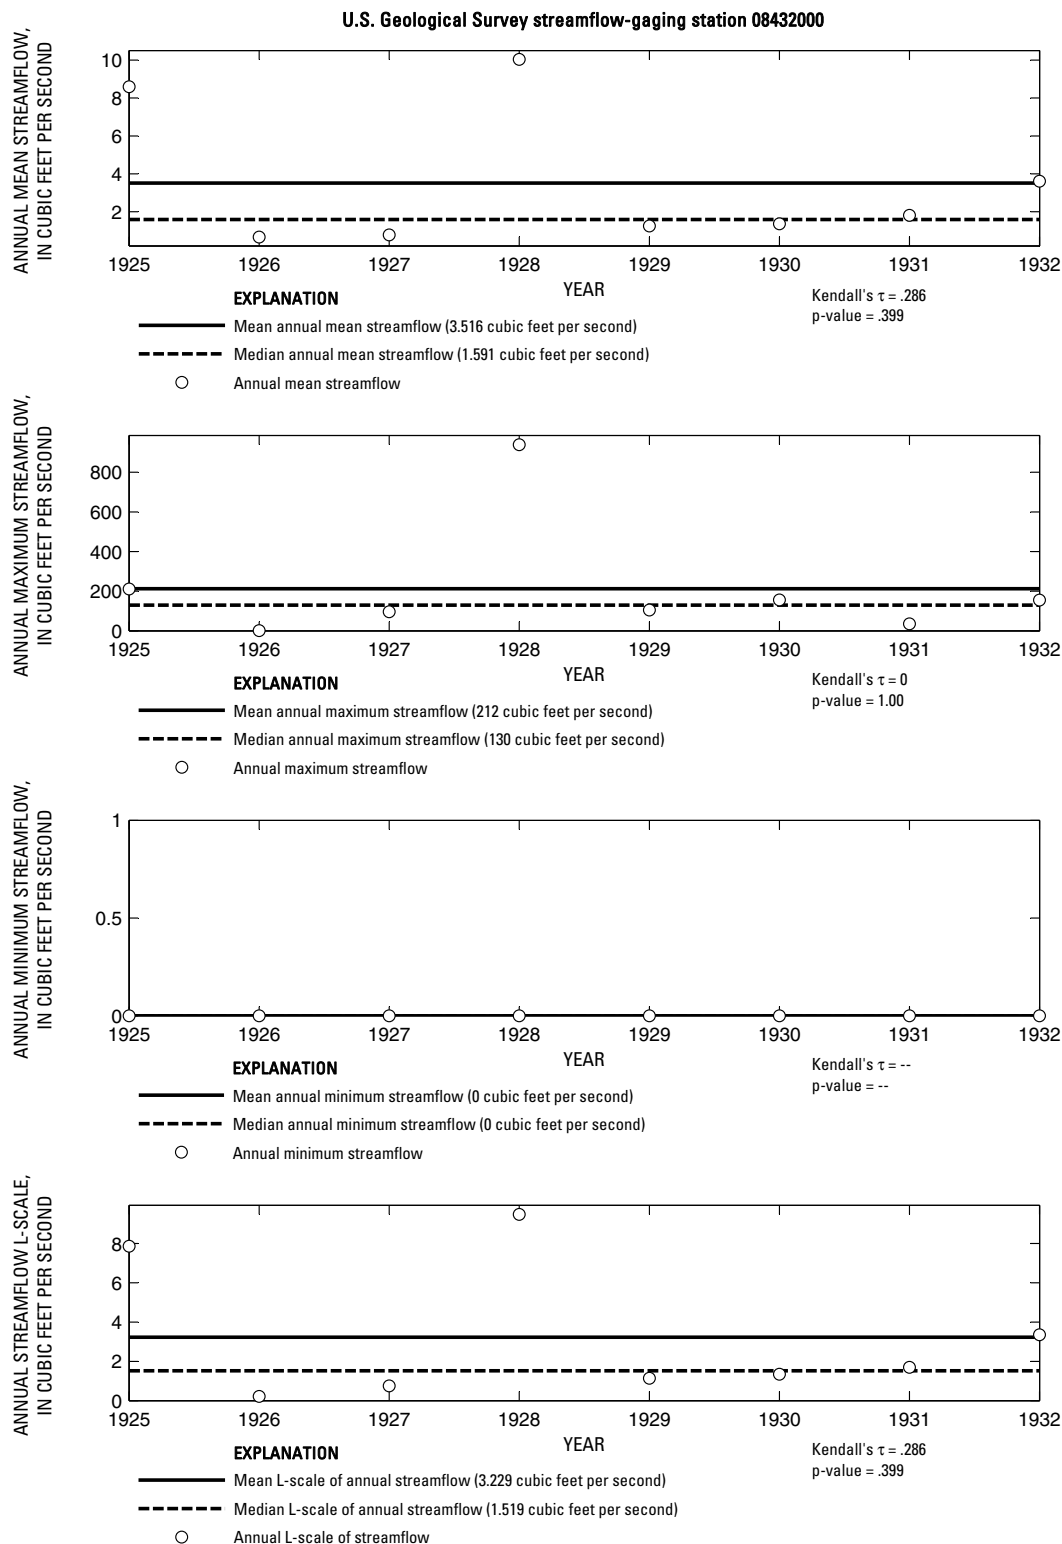 U.S. Geological Survey streamflow-gaging station 08432000
ANNUAL MEAN STREAMFLOW,
IN CUBIC FEET PER SECOND
10
8
6
4
2
1925 1926 1927 1928 1929 1930 1931 1932
YEAR
EXPLANATION
Mean annual mean streamflow (3.516 cubic feet per second)
Median annual mean streamflow (1.591 cubic feet per second)
Annual mean streamflow
Kendall's τ = .286
p-value = .399
ANNUAL MAXIMUM STREAMFLOW,
IN CUBIC FEET PER SECOND
800
600
400
200
0
1925 1926 1927 1928 1929 1930 1931 1932
YEAR
EXPLANATION
Mean annual maximum streamflow (212 cubic feet per second)
Median annual maximum streamflow (130 cubic feet per second)
Annual maximum streamflow
Kendall's τ = 0
p-value = 1.00
ANNUAL MINIMUM STREAMFLOW,
IN CUBIC FEET PER SECOND
1
0.5
0
1925 1926 1927 1928 1929 1930 1931 1932
YEAR
EXPLANATION
Mean annual minimum streamflow (0 cubic feet per second)
Median annual minimum streamflow (0 cubic feet per second)
Annual minimum streamflow
Kendall's τ = --
p-value = --
ANNUAL STREAMFLOW L-SCALE,
IN CUBIC FEET PER SECOND
8
6
4
2
0
1925 1926 1927 1928 1929 1930 1931 1932
YEAR
EXPLANATION
Mean L-scale of annual streamflow (3.229 cubic feet per second)
Median L-scale of annual streamflow (1.519 cubic feet per second)
Annual L-scale of streamflow
Kendall's τ = .286
p-value = .399